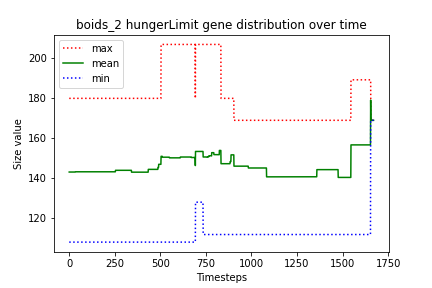 boids_2 hungerLimit gene distribution over time
max
mean
min
Size value
200
180
160
140
120
0 250 500 750 1000 1250 1500 1750
Timesteps